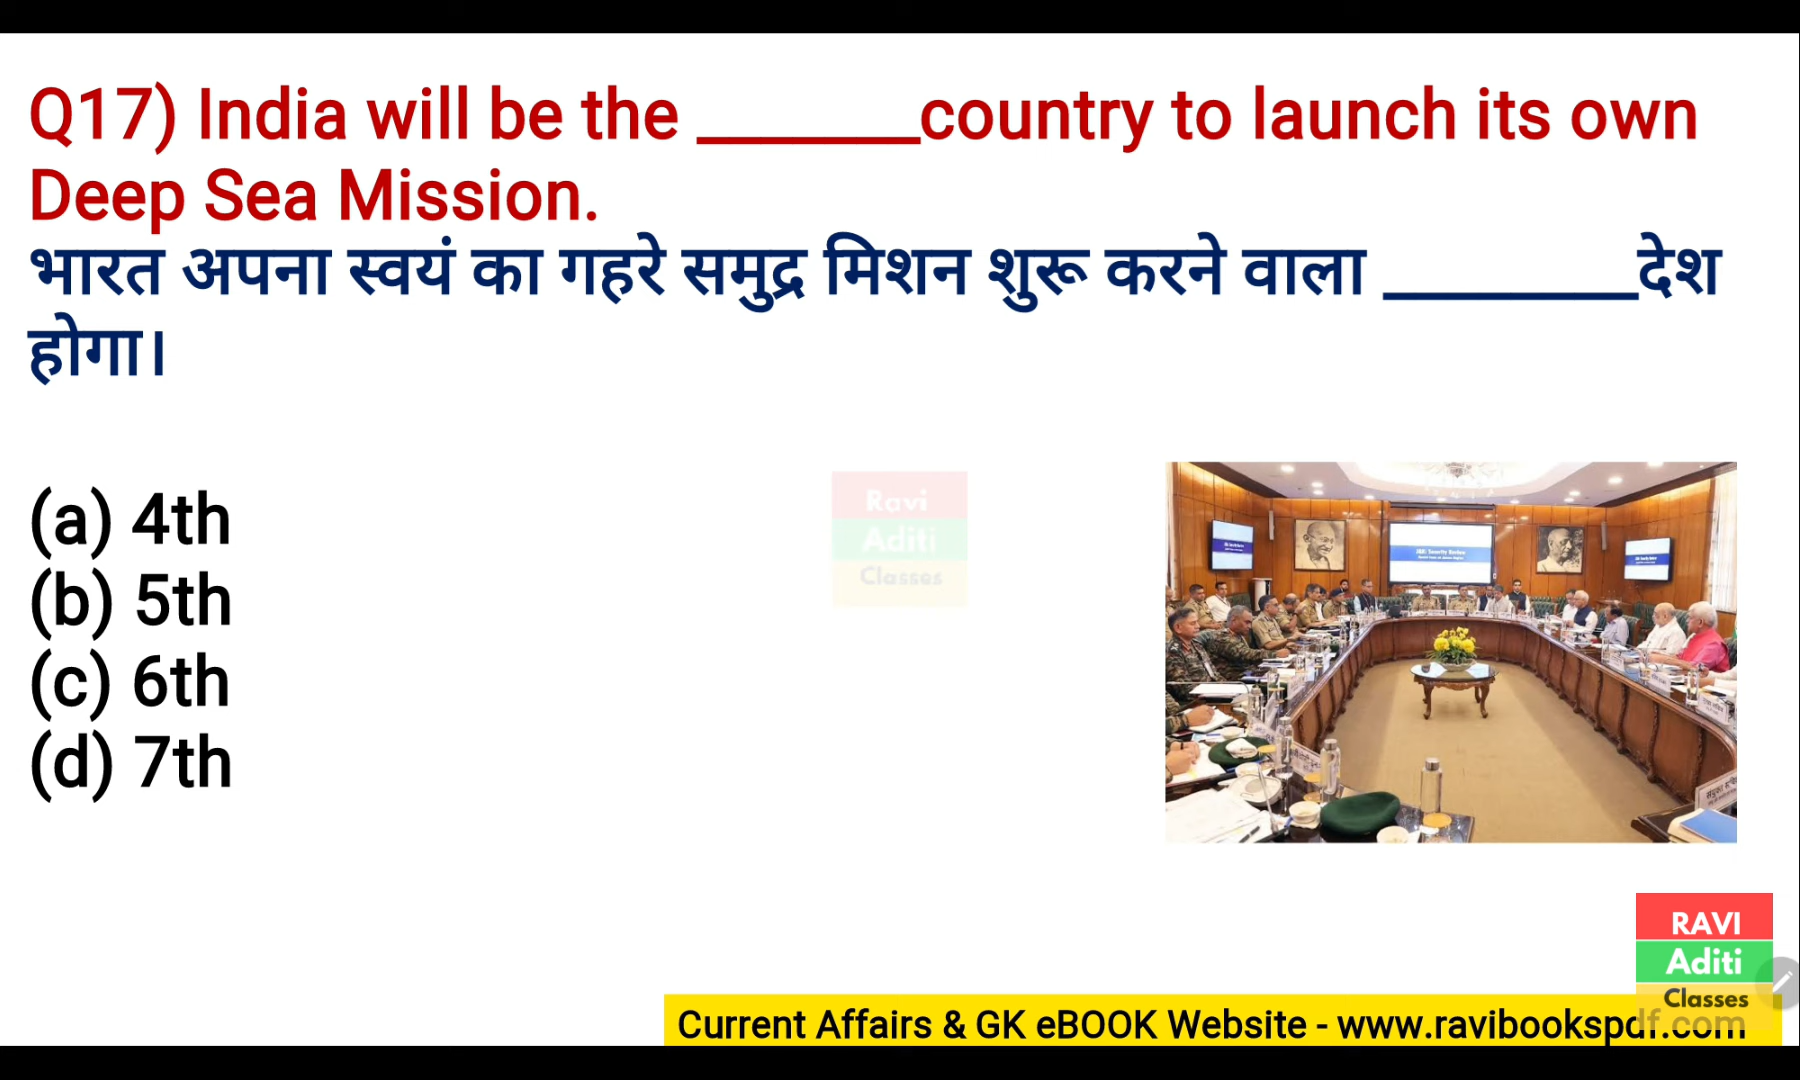 Q17) India will be the _______country to launch its own
Deep Sea Mission.
भारत अपना स्वयं का गहरे समुद्र मिशन शुरू करने वाला ________देश
होगा।
(a) 4th
(b) 5th
(c) 6th
(d) 7th
Ravi
Aditi
Classes
RAVI
Aditi
Classes
Current Affairs & GK eBOOK Website - www.ravibookspdf.com